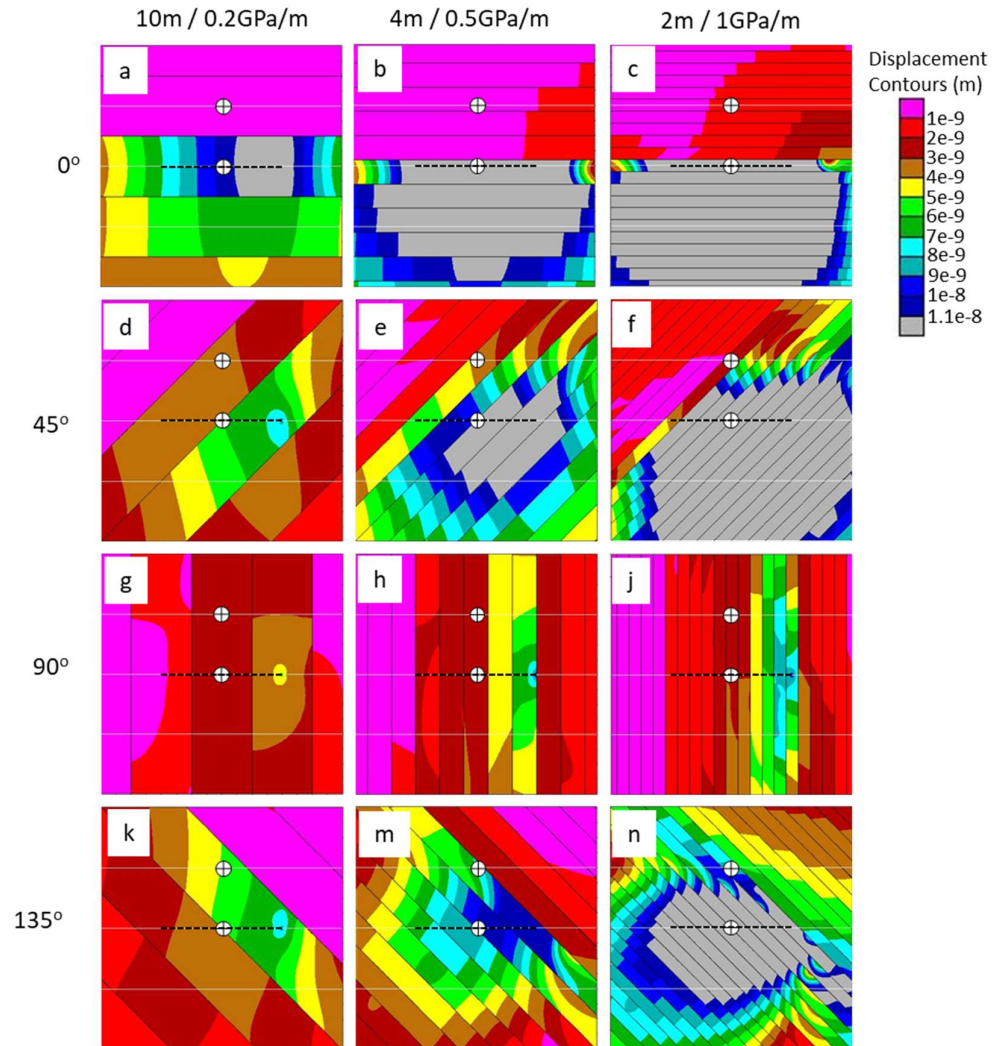 10m / 0.2GPa/m
4m / 0.5GPa/m
2m / 1GPa/m
Displacement
Contours (m)
1e-9
2e-9
3e-9
4e-9
5e-9
6e-9
7e-9
8e-9
9e-9
1e-8
1.1e-8
0°
a
b
c
45°
d
e
f
90°
g
h
j
135°
k
m
n